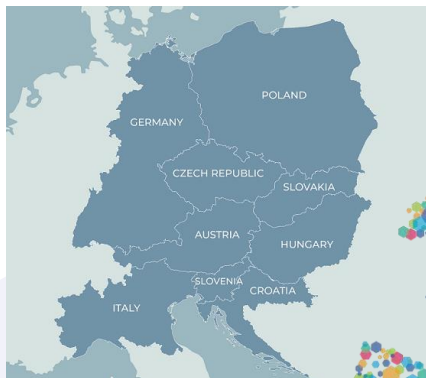 POLAND
GERMANY
CZECH REPUBLIC
SLOVAKIA
AUSTRIA
HUNGARY
SLOVENIA
CROATIA
ITALY